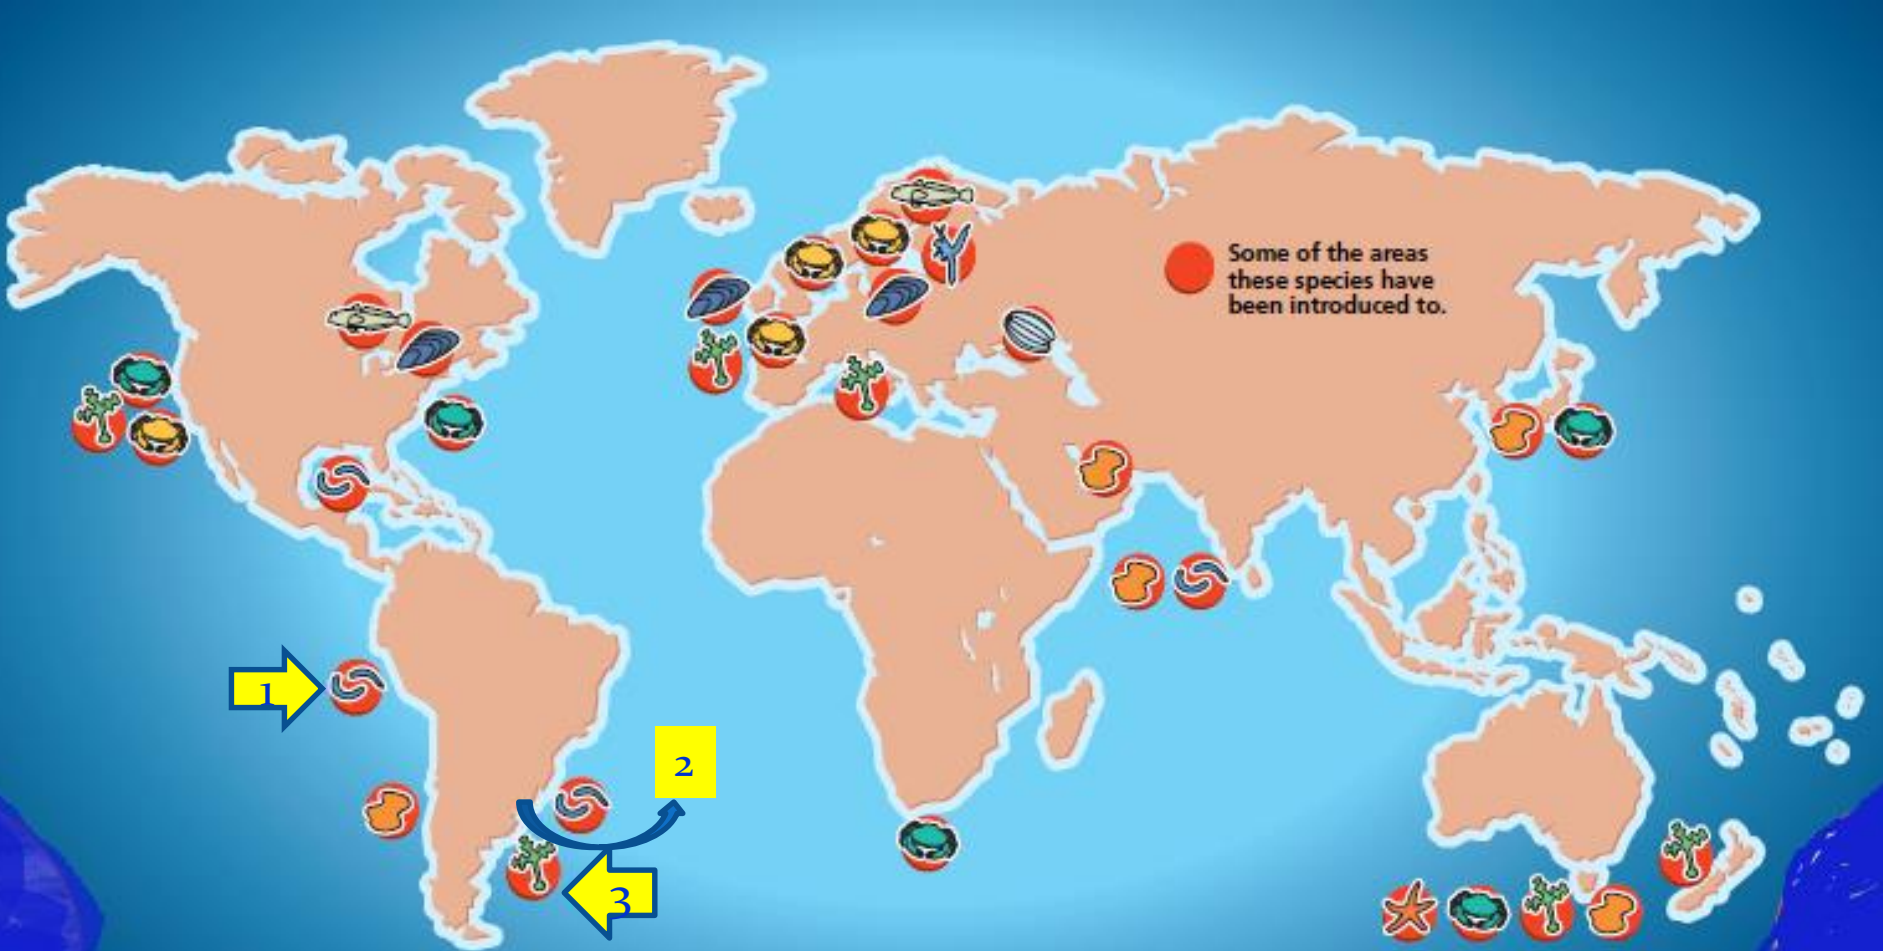 Some of the areas
these species have
been introduced to.
1
2
3